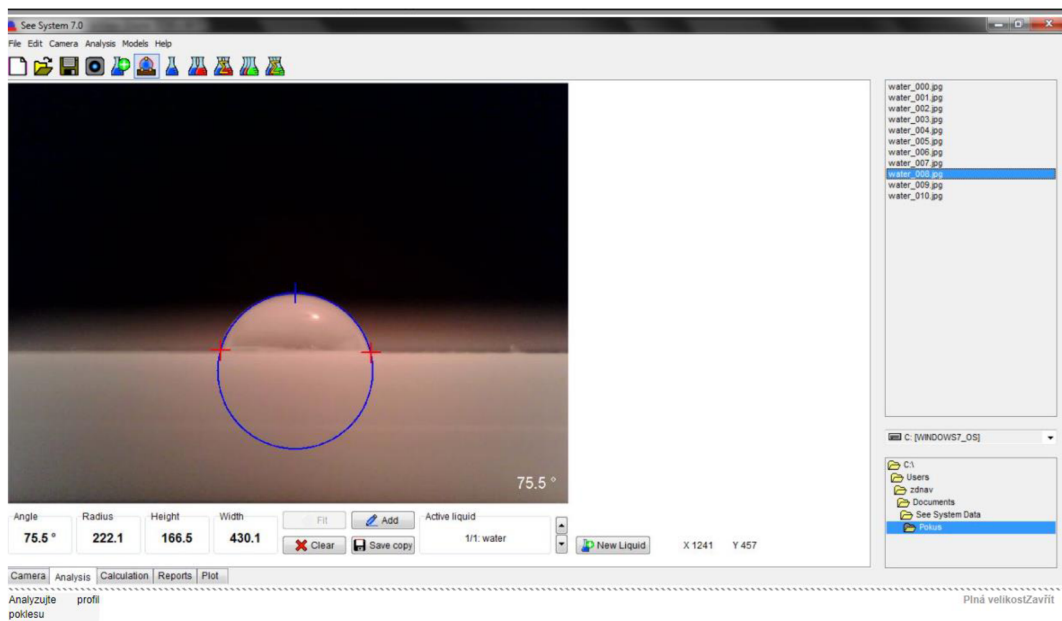 See System 7.0
File Edit Camera Analysis Models Help
water_000.jpg
water_001.jpg
water_002.jpg
water_003.jpg
water_004.jpg
water_005.jpg
water_006.jpg
water_007.jpg
water_008.jpg
water_009.jpg
water_010.jpg
75.5 °
C: [WINDOWS7_OS]
C:\
Users
zdnav
Documents
See System Data
Pokus
Angle Radius Height Width Active liquid
75.5 ° 222.1 166.5 430.1
Fit Add
Clear Save copy
1/1: water
New Liquid X 1241 Y 457
Camera Analysis Calculation Reports Plot
Analyzujte profil
poklesu
Plná velikostZavřít